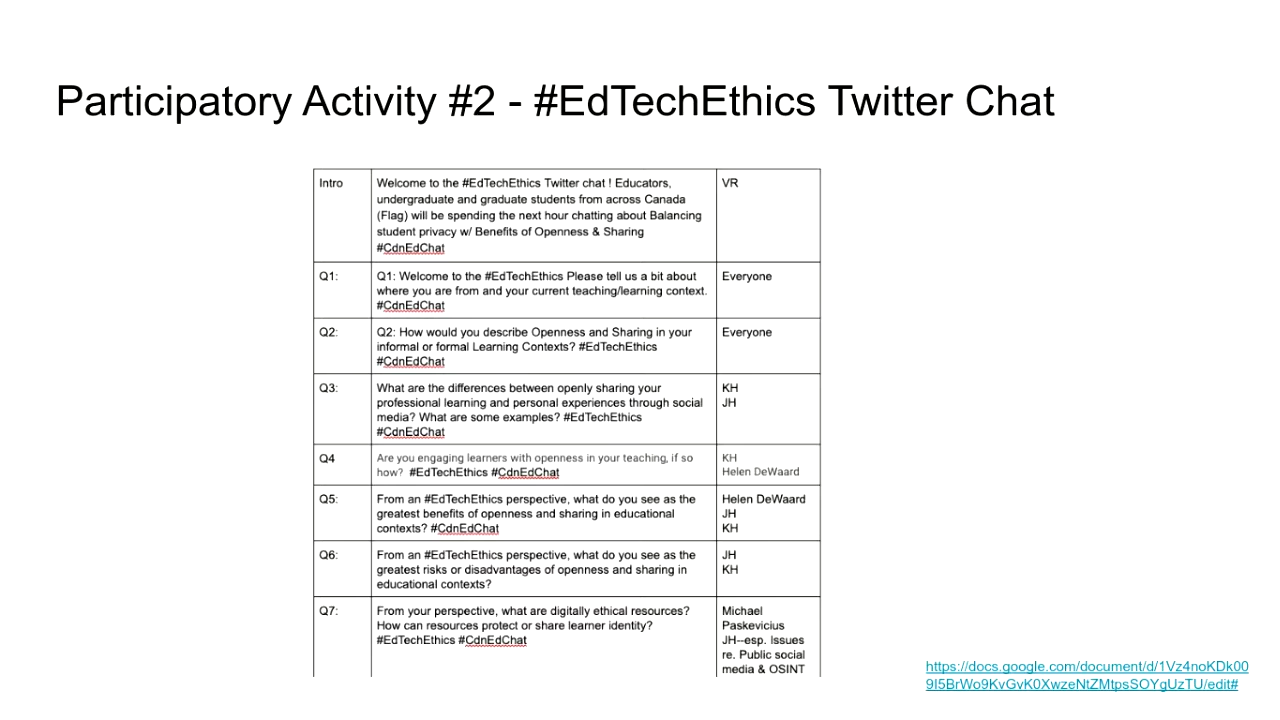 Participatory Activity #2 - #EdTechEthics Twitter Chat
Intro
Welcome to the #EdTechEthics Twitter chat ! Educators,
undergraduate and graduate students from across Canada
(Flag) will be spending the next hour chatting about Balancing
student privacy w/ Benefits of Openness & Sharing
#CdnEdChat
VR
Q1:
Q1: Welcome to the #EdTechEthics Please tell us a bit about
where you are from and your current teaching/learning context.
#CdnEdChat
Everyone
Q2:
Q2: How would you describe Openness and Sharing in your
informal or formal Learning Contexts? #EdTechEthics
#CdnEdChat
Everyone
Q3:
What are the differences between openly sharing your
professional learning and personal experiences through social
media? What are some examples? #EdTechEthics
#CdnEdChat
KH
JH
Q4
Are you engaging learners with openness in your teaching, if so
how? #EdTechEthics #CdnEdChat
KH
Helen DeWaard
Q5:
From an #EdTechEthics perspective, what do you see as the
greatest benefits of openness and sharing in educational
contexts? #CdnEdChat
Helen DeWaard
JH
KH
Q6:
From an #EdTechEthics perspective, what do you see as the
greatest risks or disadvantages of openness and sharing in
educational contexts?
JH
KH
Q7:
From your perspective, what are digitally ethical resources?
How can resources protect or share learner identity?
#EdTechEthics #CdnEdChat
Michael
Paskevicius
JH--esp. Issues
re. Public social
media & OSINT
https://docs.google.com/document/d/1Vz4noKDk00
9I5BrWo9KvGvK0XwzeNtZMtpsSOYgUzTU/edit#